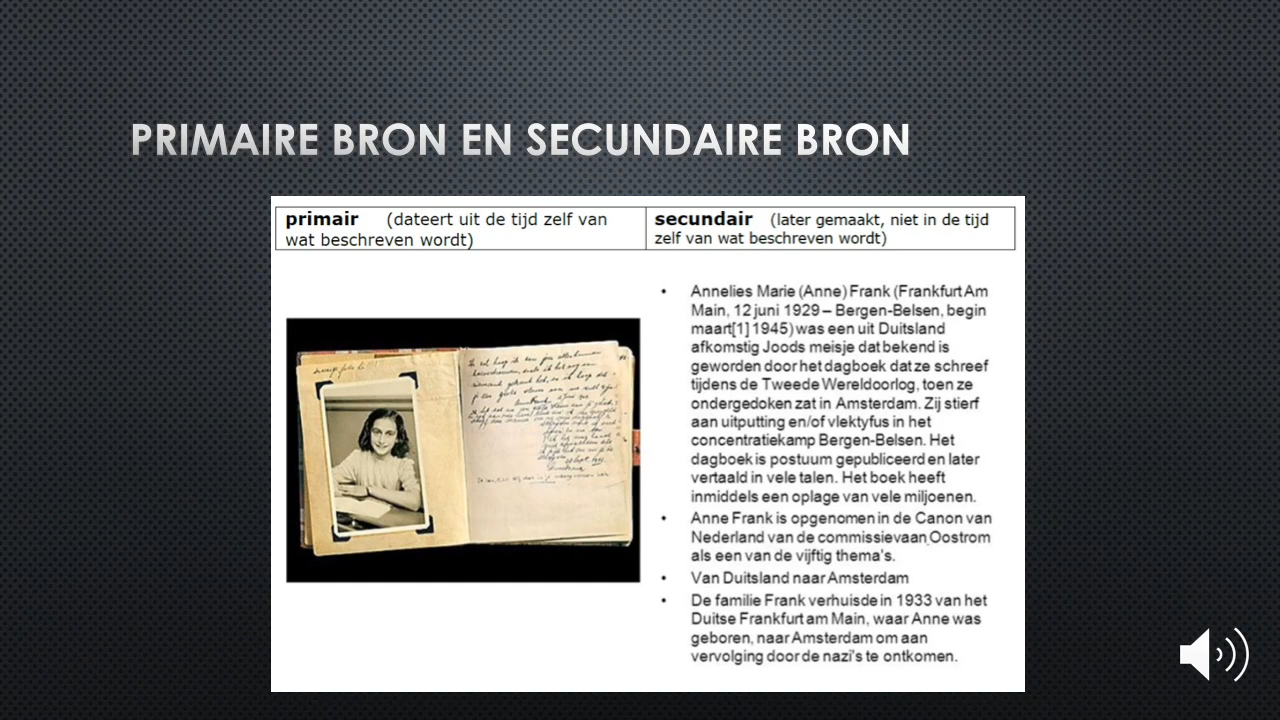 PRIMAIRE BRON EN SECUNDAIRE BRON
primair (dateert uit de tijd zelf van
wat beschreven wordt)
secundair (later gemaakt, niet in de tijd
zelf van wat beschreven wordt)
• Annelies Marie (Anne) Frank (Frankfurt Am
Main, 12 juni 1929 – Bergen-Belsen, begin
maart[1] 1945) was een uit Duitsland
afkomstig Joods meisje dat bekend is
geworden door het dagboek dat ze schreef
tijdens de Tweede Wereldoorlog, toen ze
ondergedoken zat in Amsterdam. Zij stierf
aan uitputting en/of vlektyfus in het
concentratiekamp Bergen-Belsen. Het
dagboek is postuum gepubliceerd en later
vertaald in vele talen. Het boek heeft
inmiddels een oplage van vele miljoenen.
• Anne Frank is opgenomen in de Canon van
Nederland van de commissie vaan Oostrom
als een van de vijftig thema's.
• Van Duitsland naar Amsterdam
• De familie Frank verhuisde in 1933 van het
Duitse Frankfurt am Main, waar Anne was
geboren, naar Amsterdam om aan
vervolging door de nazi's te ontkomen.